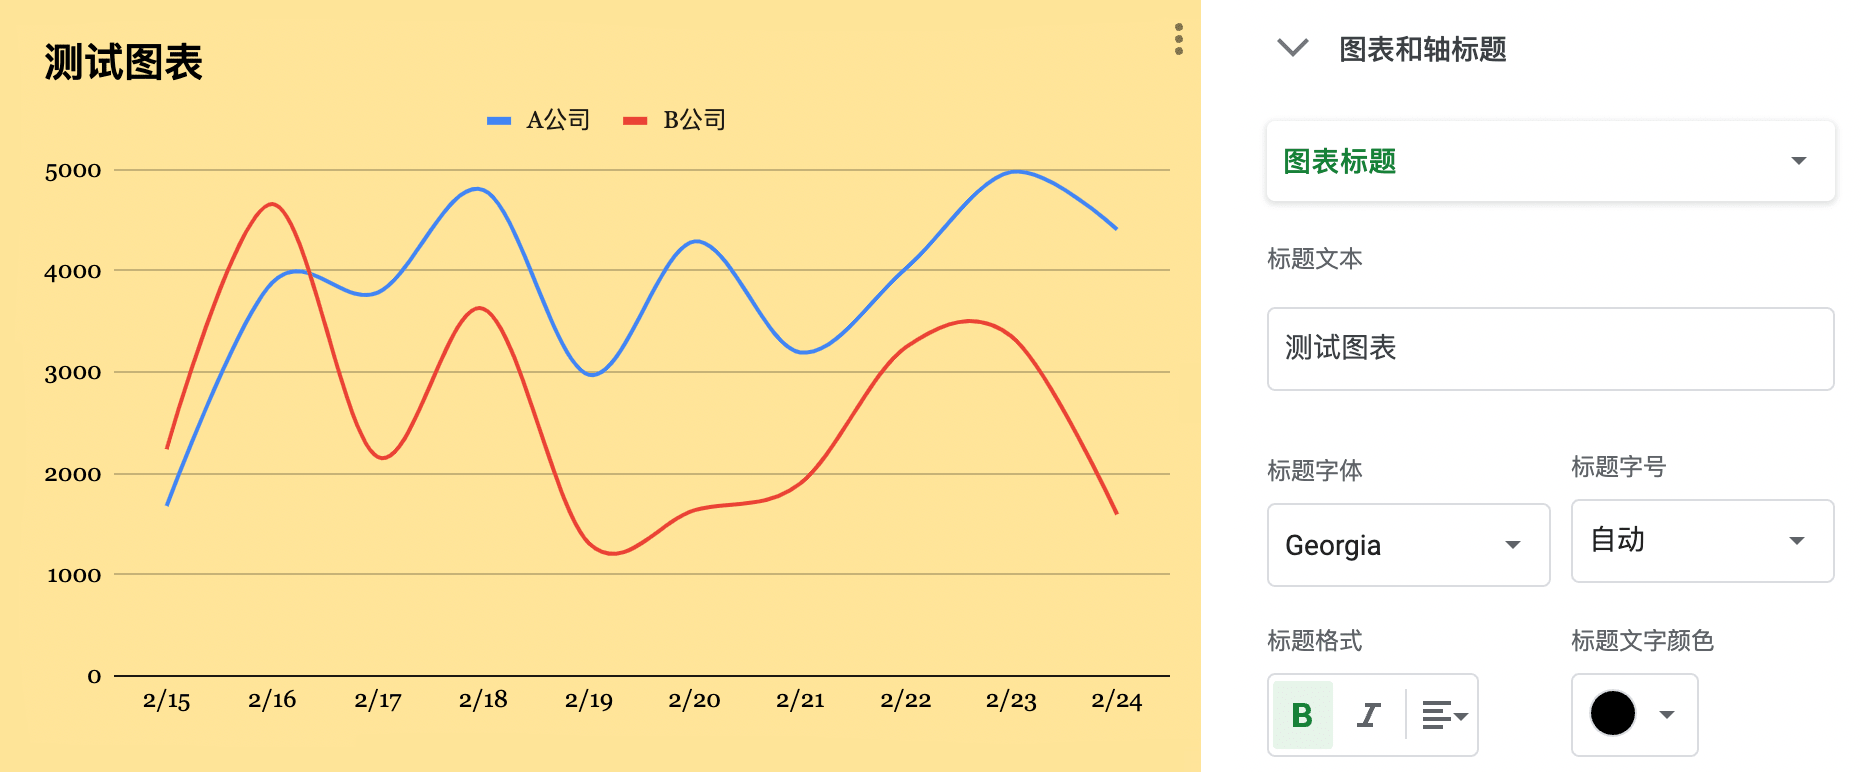 测试图表
A公司 B公司
5000
4000
3000
2000
1000
0
2/15 2/16 2/17 2/18 2/19 2/20 2/21 2/22 2/23 2/24
图表和轴标题
图表标题
标题文本
测试图表
标题字体 标题字号
Georgia 自动
标题格式 标题文字颜色
B I